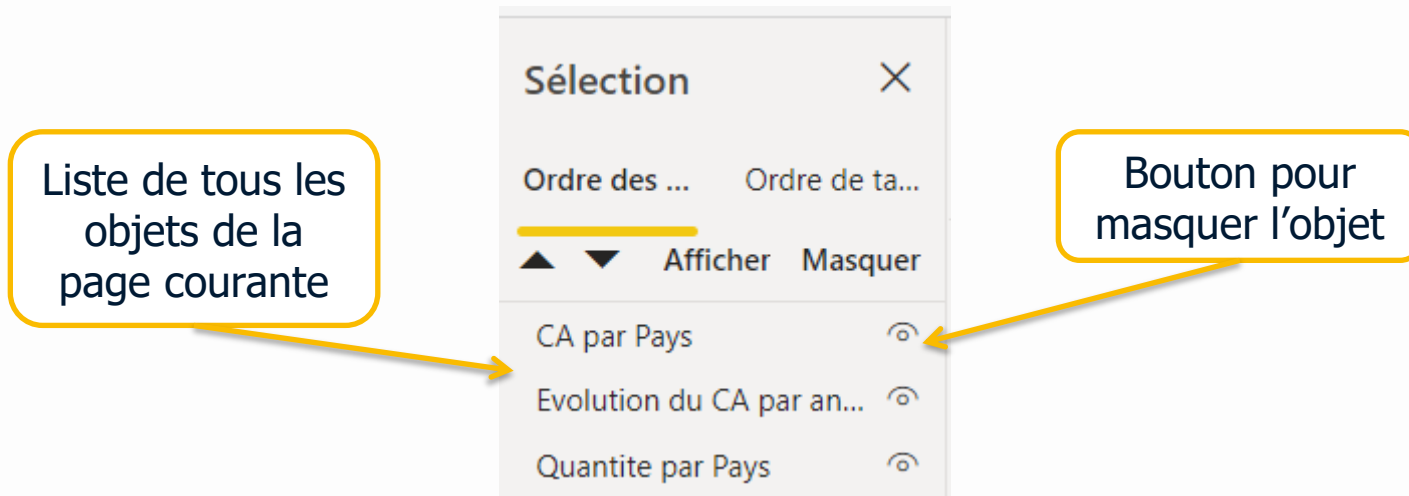 Sélection
Liste de tous les
objets de la
page courante
Ordre des ... Ordre de ta...
Bouton pour
masquer l’objet
Afficher Masquer
CA par Pays
Evolution du CA par an...
Quantite par Pays